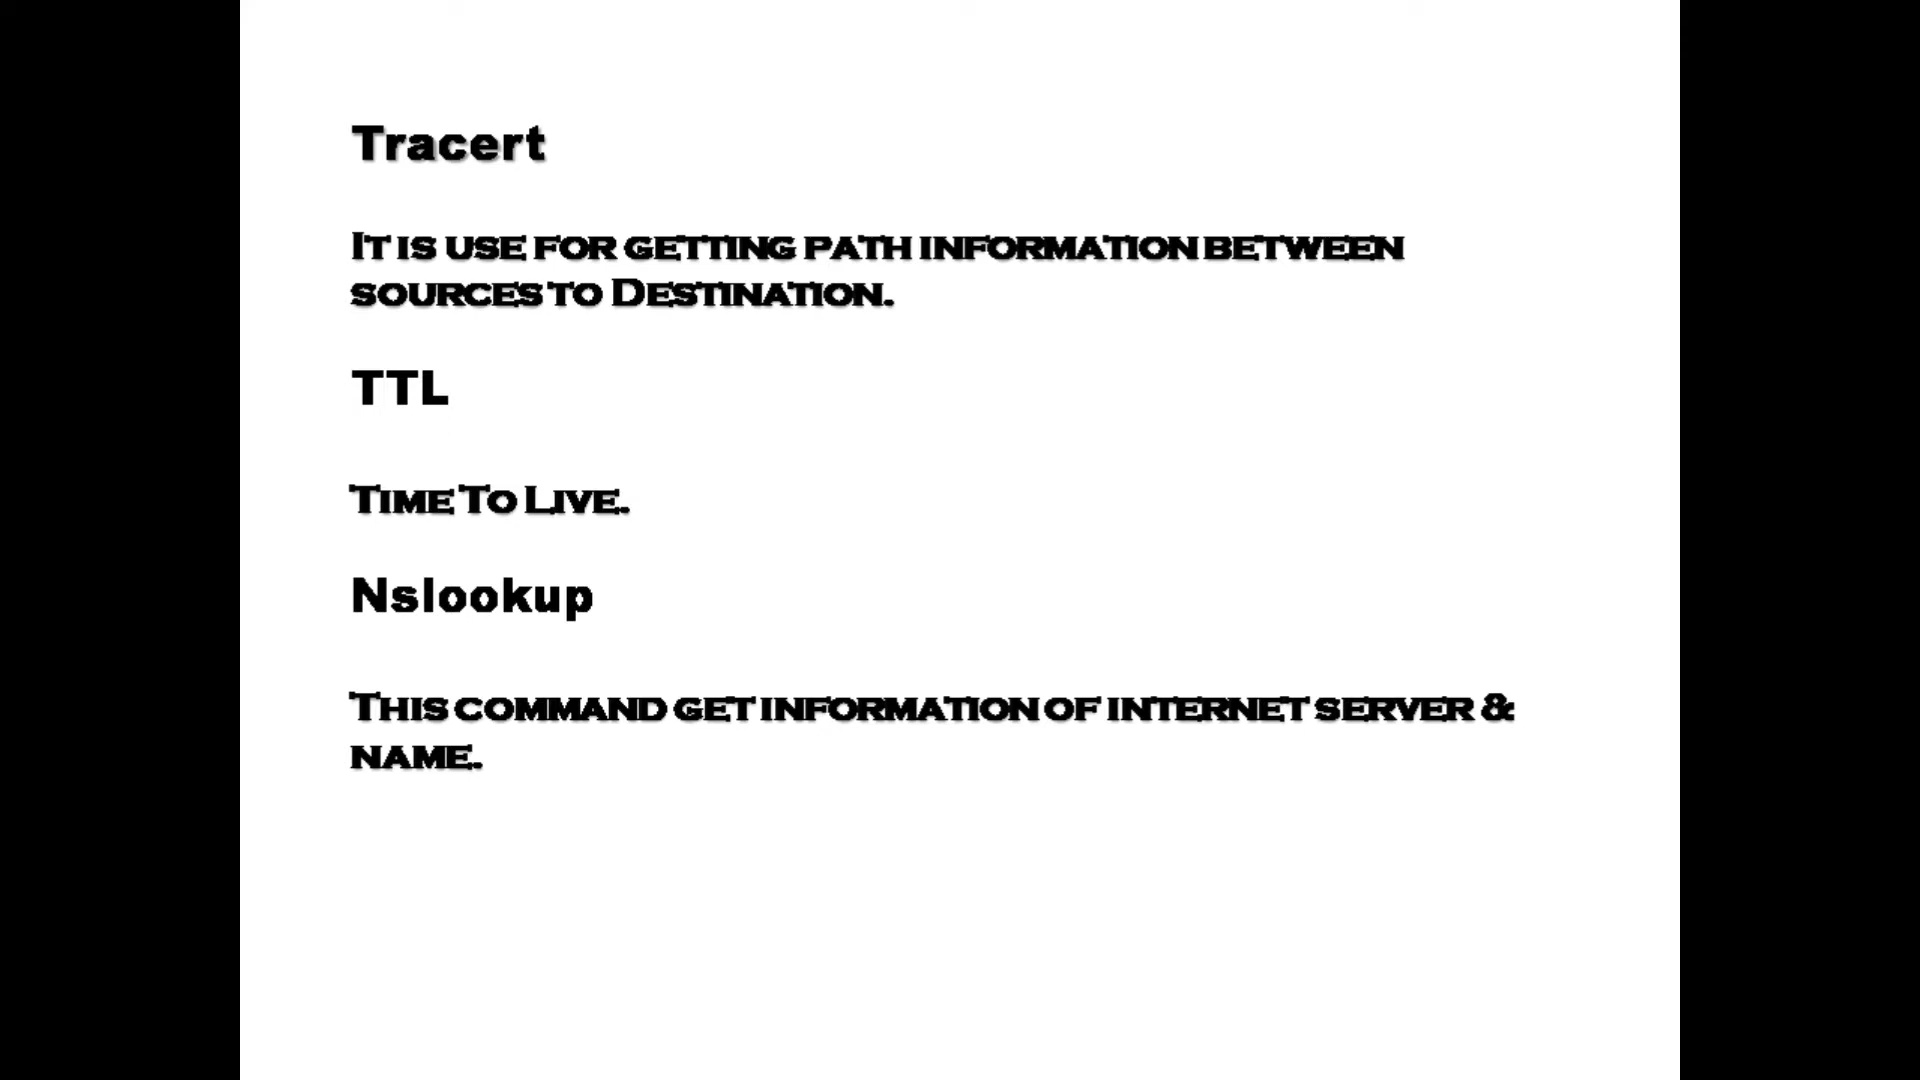 Tracert
It is use for getting path information between
sources to Destination.
TTL
Time To Live.
Nslookup
This command get information of internet server &
name.